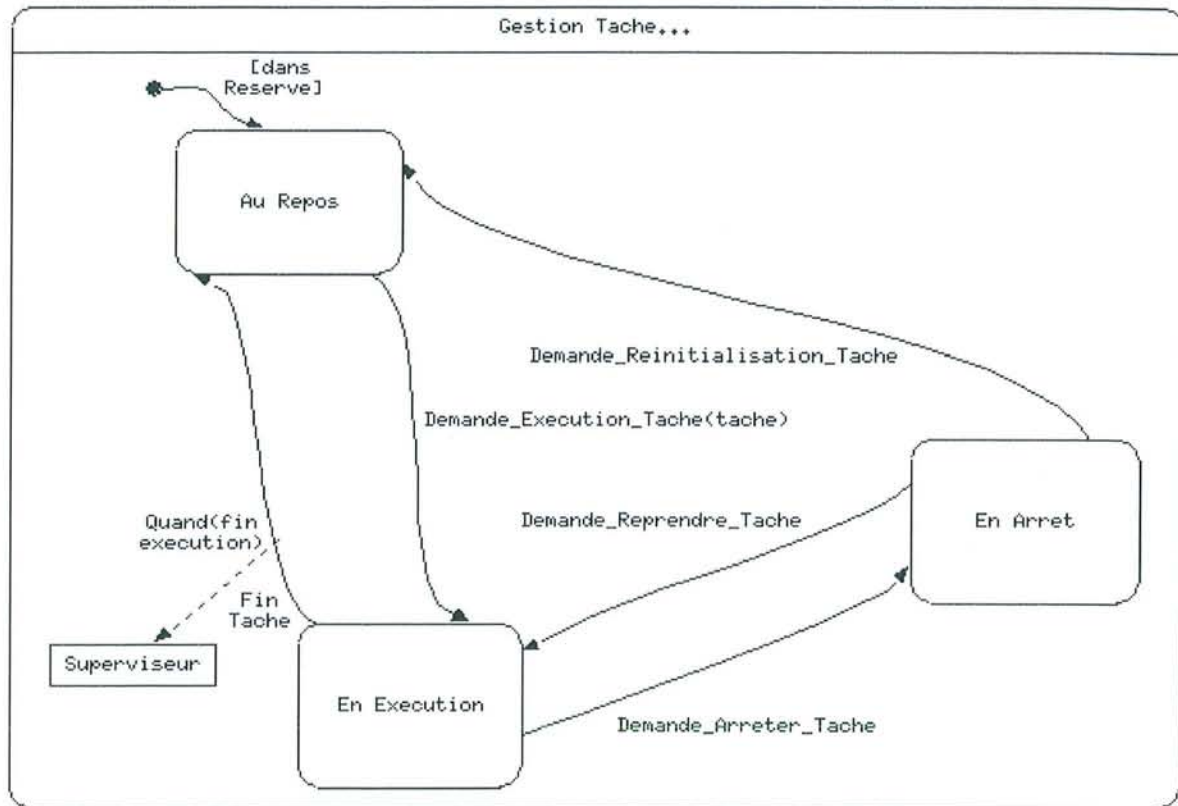 Gestion Tache...
[dans
Reserve]
Au Repos
Demande_Reinitialisation_Tache
Demande_Execution_Tache(tache)
En Arret
Demande_Reprendre_Tache
Quand(fin
execution)
Fin
Tache
Superviseur
En Execution
Demande_Arreter_Tache